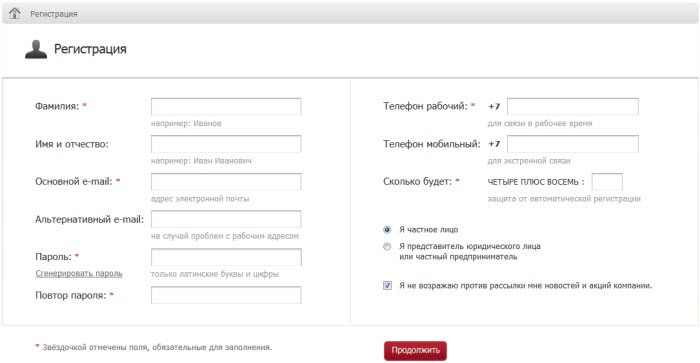 Регистрация
Регистрация
Фамилия: *
например: Иванов
Имя и отчество:
например: Иван Иванович
Основной e-mail: *
адрес электронной почты
Альтернативный e-mail:
на случай проблем с рабочим адресом
Пароль: *
Сгенерировать пароль
только латинские буквы и цифры
Повтор пароля: *
Телефон рабочий: * +7
для связи в рабочее время
Телефон мобильный: +7
для экстренной связи
Сколько будет: * ЧЕТЫРЕ ПЛЮС ВОСЕМЬ :
защита от автоматической регистрации
Я частное лицо
Я представитель юридического лица
или частный предприниматель
Я не возражаю против рассылки мне новостей и акций компании.
* Звёздочкой отмечены поля, обязательные для заполнения.
Продолжить